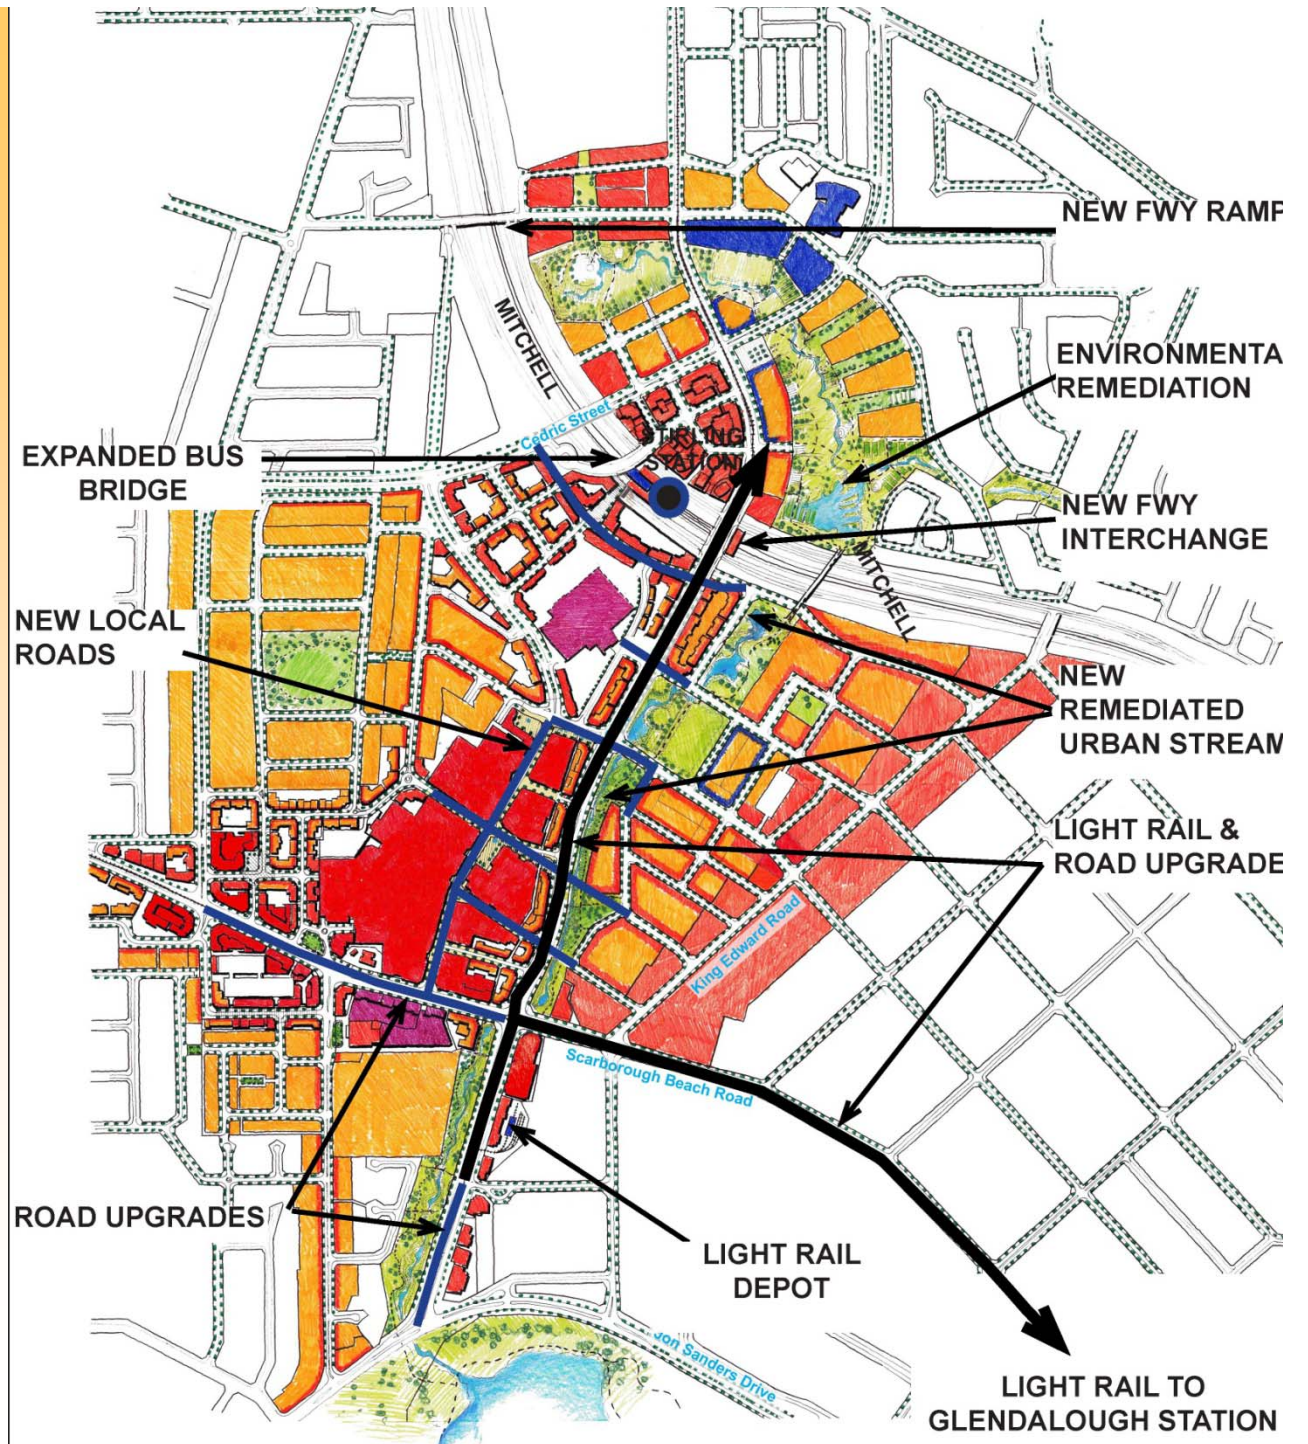 NEW FWY RAMP
MITCHELL
ENVIRONMENTA
REMEDIATION
Cedric Street
STIRLING
STATION
EXPANDED BUS
BRIDGE
NEW FWY
INTERCHANGE
MITCHELL
NEW LOCAL
ROADS
NEW
REMEDIATED
URBAN STREAM
LIGHT RAIL &
ROAD UPGRADE
King Edward Road
Scarborough Beach Road
ROAD UPGRADES
LIGHT RAIL
DEPOT
Jon Sanders Drive
LIGHT RAIL TO
GLENDALOUGH STATION